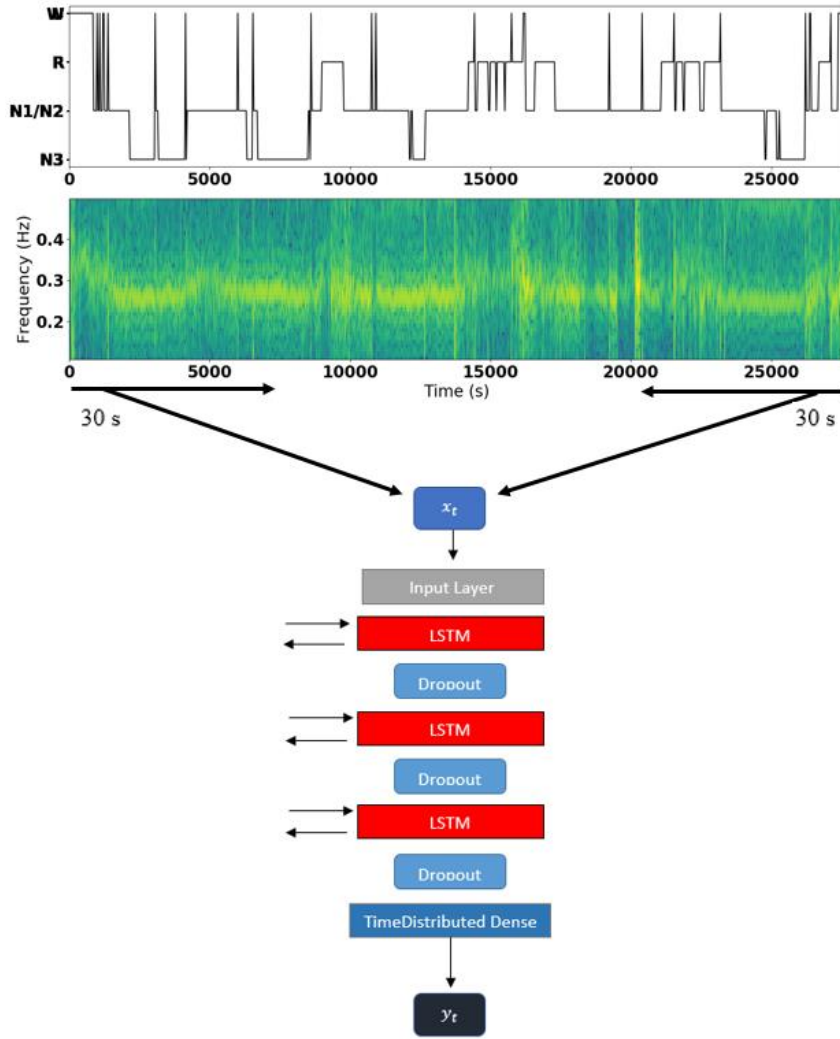 W
R
N1/N2
N3
0 5000 10000 15000 20000 25000
Frequency (Hz)
0.4
0.3
0.2
0 5000 10000 15000 20000 25000
Time (s)
30 s 30 s
x_t
Input Layer
LSTM
Dropout
LSTM
Dropout
LSTM
Dropout
TimeDistributed Dense
y_t